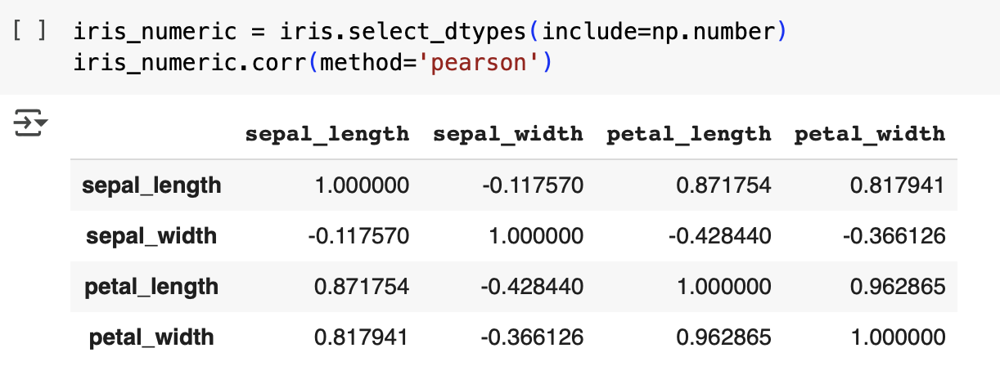 [ ] iris_numeric = iris.select_dtypes(include=np.number)
iris_numeric.corr(method='pearson')
sepal_length sepal_width petal_length petal_width
sepal_length 1.000000 -0.117570 0.871754 0.817941
sepal_width -0.117570 1.000000 -0.428440 -0.366126
petal_length 0.871754 -0.428440 1.000000 0.962865
petal_width 0.817941 -0.366126 0.962865 1.000000